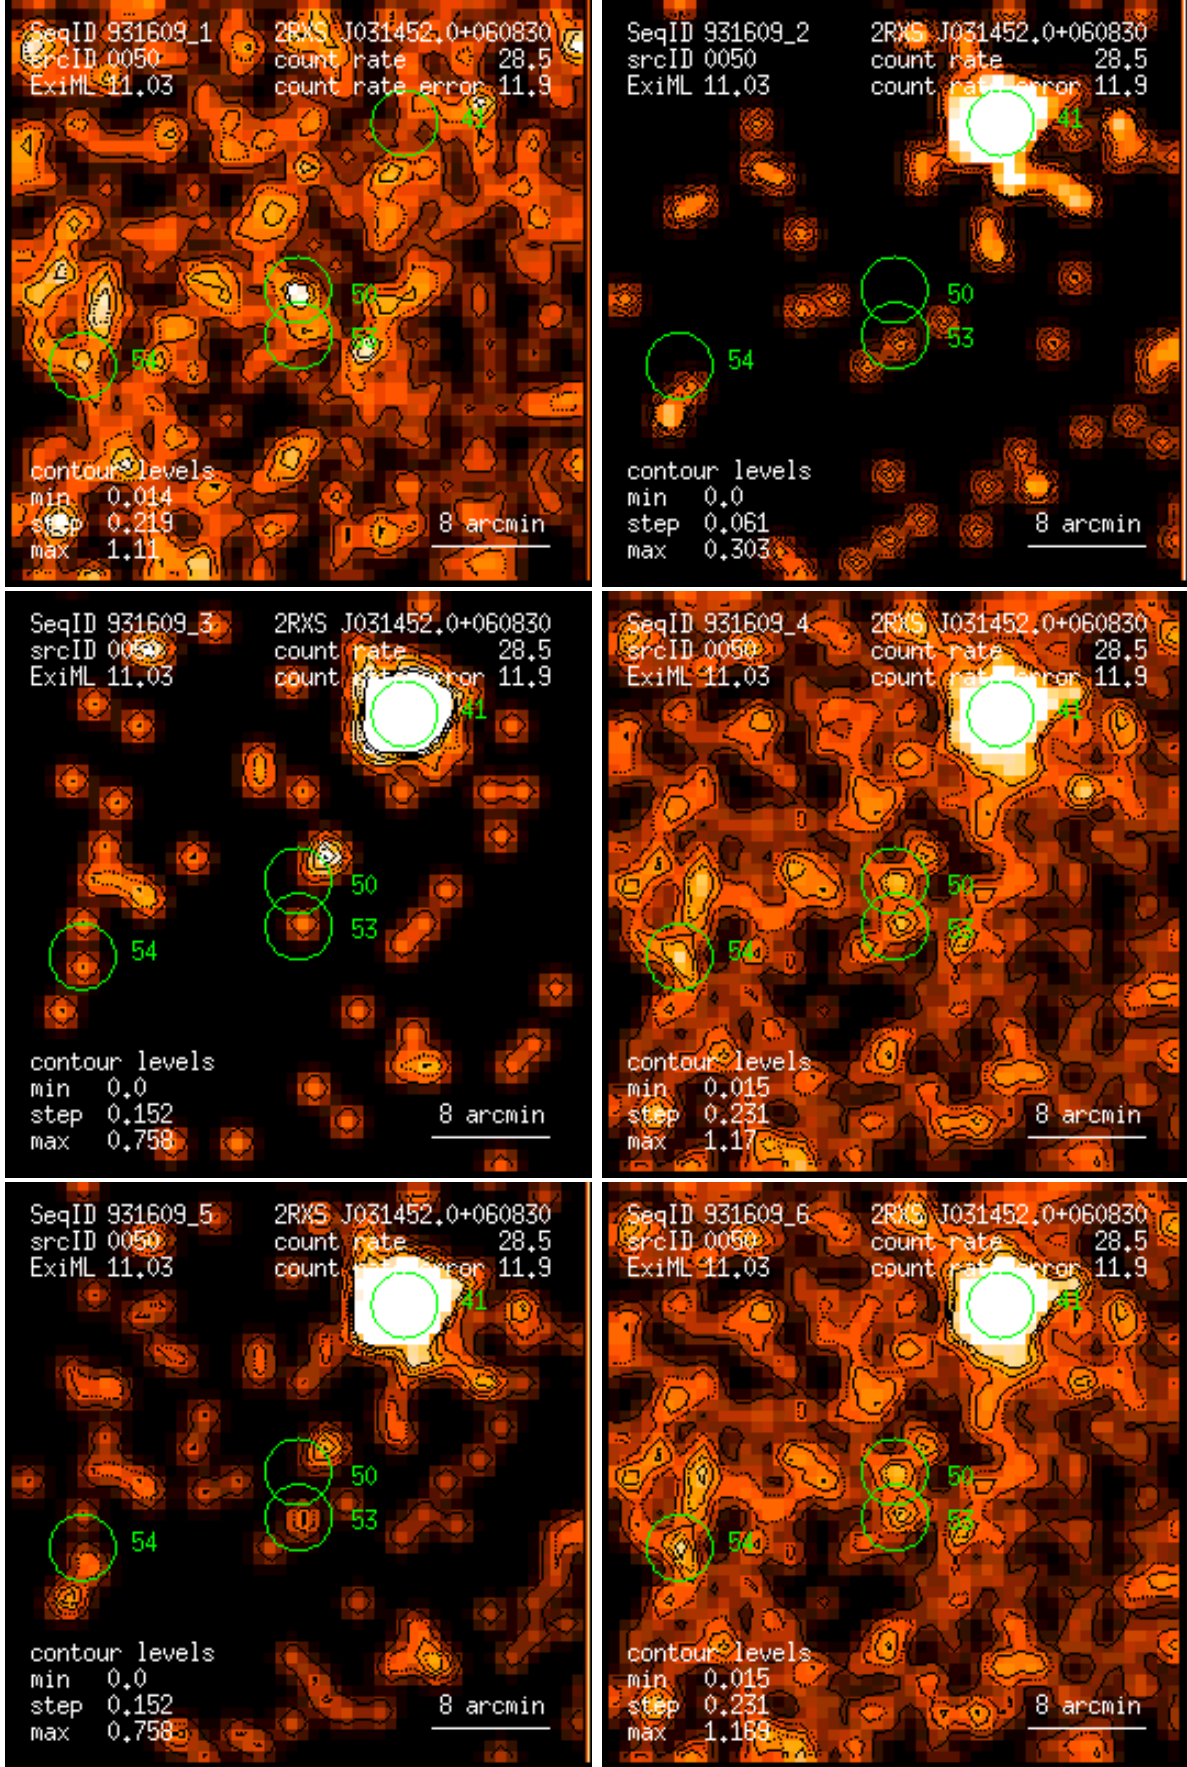 SeqID 931609_1 2RXS J031452.0+060830
srcID 0050 count rate 28.5
ExiML 11.03 count rate error 11.9
41
50
53
54
contour levels
min 0.014
step 0.219
max 1.11
8 arcmin
SeqID 931609_2 2RXS J031452.0+060830
srcID 0050 count rate 28.5
ExiML 11.03 count rate error 11.9
41
50
53
54
contour levels
min 0.0
step 0.061
max 0.303
8 arcmin
SeqID 931609_3 2RXS J031452.0+060830
srcID 0050 count rate 28.5
ExiML 11.03 count rate error 11.9
41
50
53
54
contour levels
min 0.0
step 0.152
max 0.758
8 arcmin
SeqID 931609_4 2RXS J031452.0+060830
srcID 0050 count rate 28.5
ExiML 11.03 count rate error 11.9
41
50
53
54
contour levels
min 0.015
step 0.231
max 1.17
8 arcmin
SeqID 931609_5 2RXS J031452.0+060830
srcID 0050 count rate 28.5
ExiML 11.03 count rate error 11.9
41
50
53
54
contour levels
min 0.0
step 0.152
max 0.758
8 arcmin
SeqID 931609_6 2RXS J031452.0+060830
srcID 0050 count rate 28.5
ExiML 11.03 count rate error 11.9
41
50
53
54
contour levels
min 0.015
step 0.231
max 1.169
8 arcmin